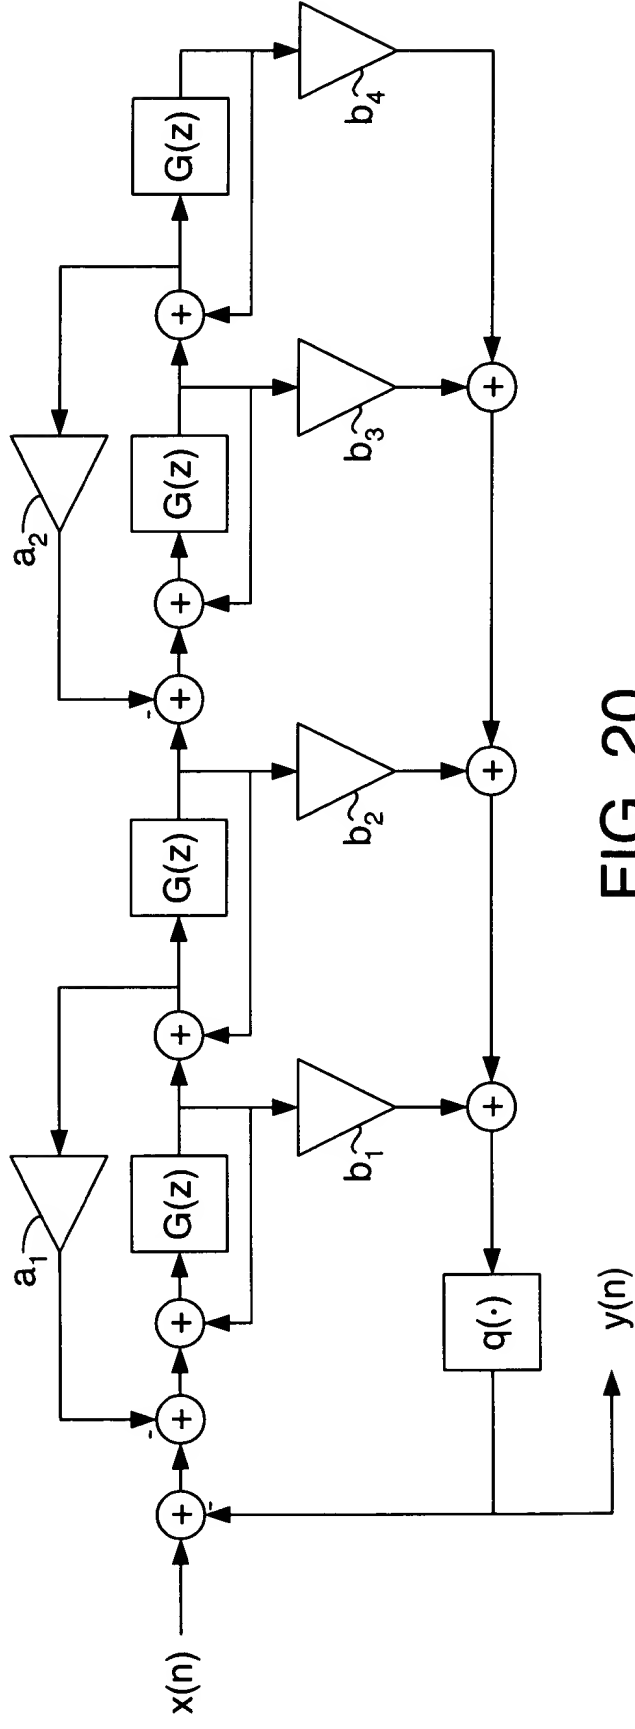 a₁
a₂
x(n)
+
-
+
-
+
G(z)
+
G(z)
+
-
+
G(z)
+
G(z)
b₁
b₂
b₃
b₄
q(·)
+
+
+
y(n)
FIG. 20